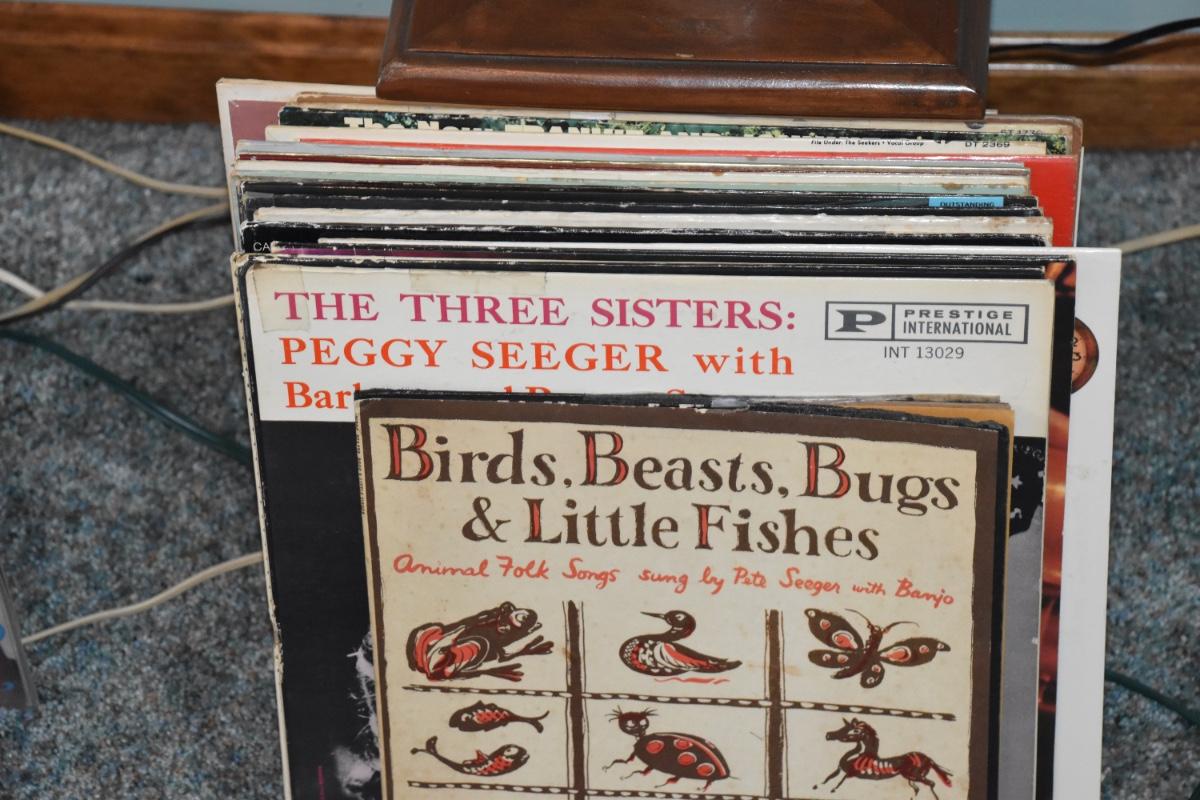 File Under: The Seekers • Vocal Group
DT 2369
OUTSTANDING
CA
THE THREE SISTERS:
PEGGY SEEGER with
PRESTIGE
INTERNATIONAL
INT 13029
Birds, Beasts, Bugs
& Little Fishes
Animal Folk Songs sung by Pete Seeger with Banjo